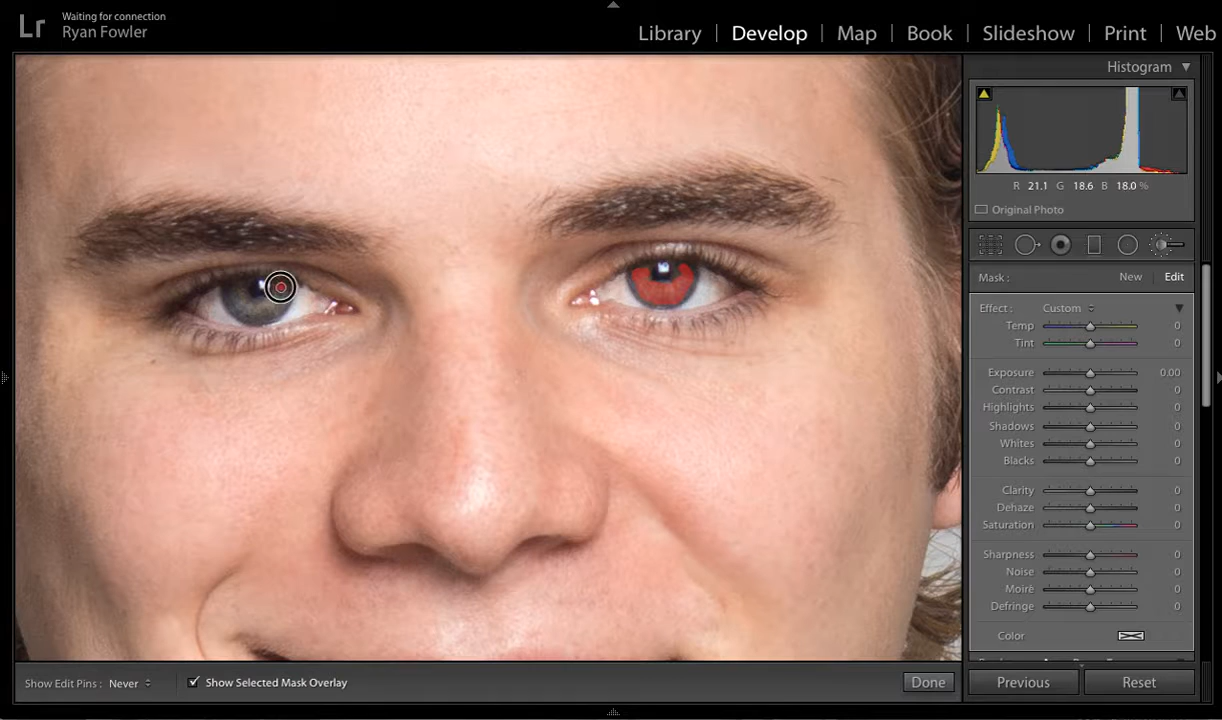 Lr
Waiting for connection
Ryan Fowler
Library | Develop | Map | Book | Slideshow | Print | Web
Histogram
R 21.1 G 18.6 B 18.0 %
Original Photo
Mask : New Edit
Effect : Custom
Temp 0
Tint 0
Exposure 0.00
Contrast 0
Highlights 0
Shadows 0
Whites 0
Blacks 0
Clarity 0
Dehaze 0
Saturation 0
Sharpness 0
Noise 0
Moiré 0
Defringe 0
Color
Show Edit Pins : Never
Show Selected Mask Overlay
Done
Previous
Reset